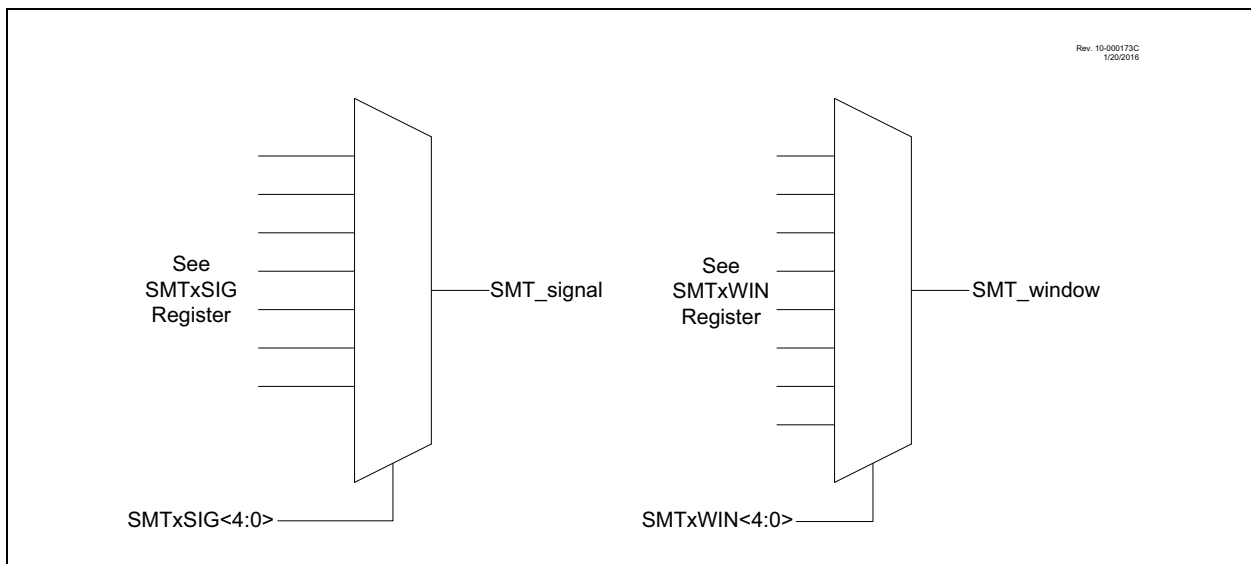 Rev. 10-000173C
1/20/2016
See
SMTxSIG
Register
SMT_signal
See
SMTxWIN
Register
SMT_window
SMTxSIG<4:0>
SMTxWIN<4:0>